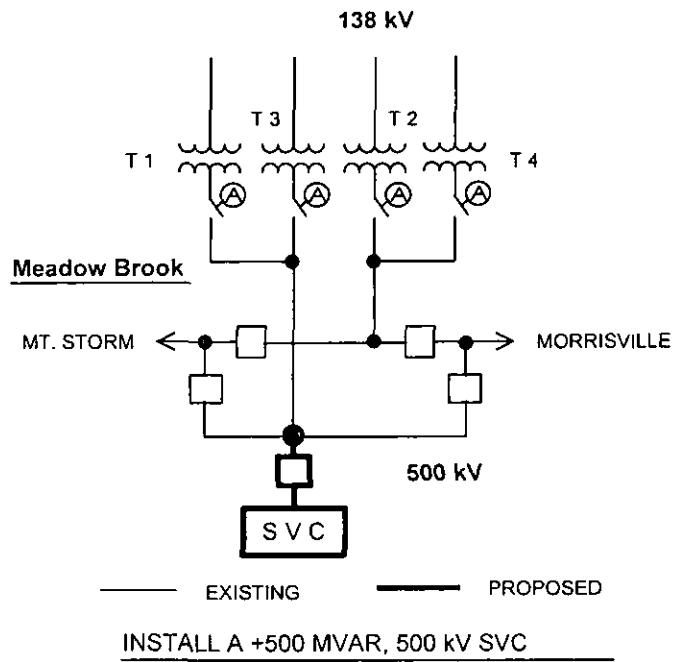 138 kV
T 3
T 2
T 1
T 4
A
A
A
A
Meadow Brook
MT. STORM
MORRISVILLE
500 kV
S V C
EXISTING
PROPOSED
INSTALL A +500 MVAR, 500 kV SVC